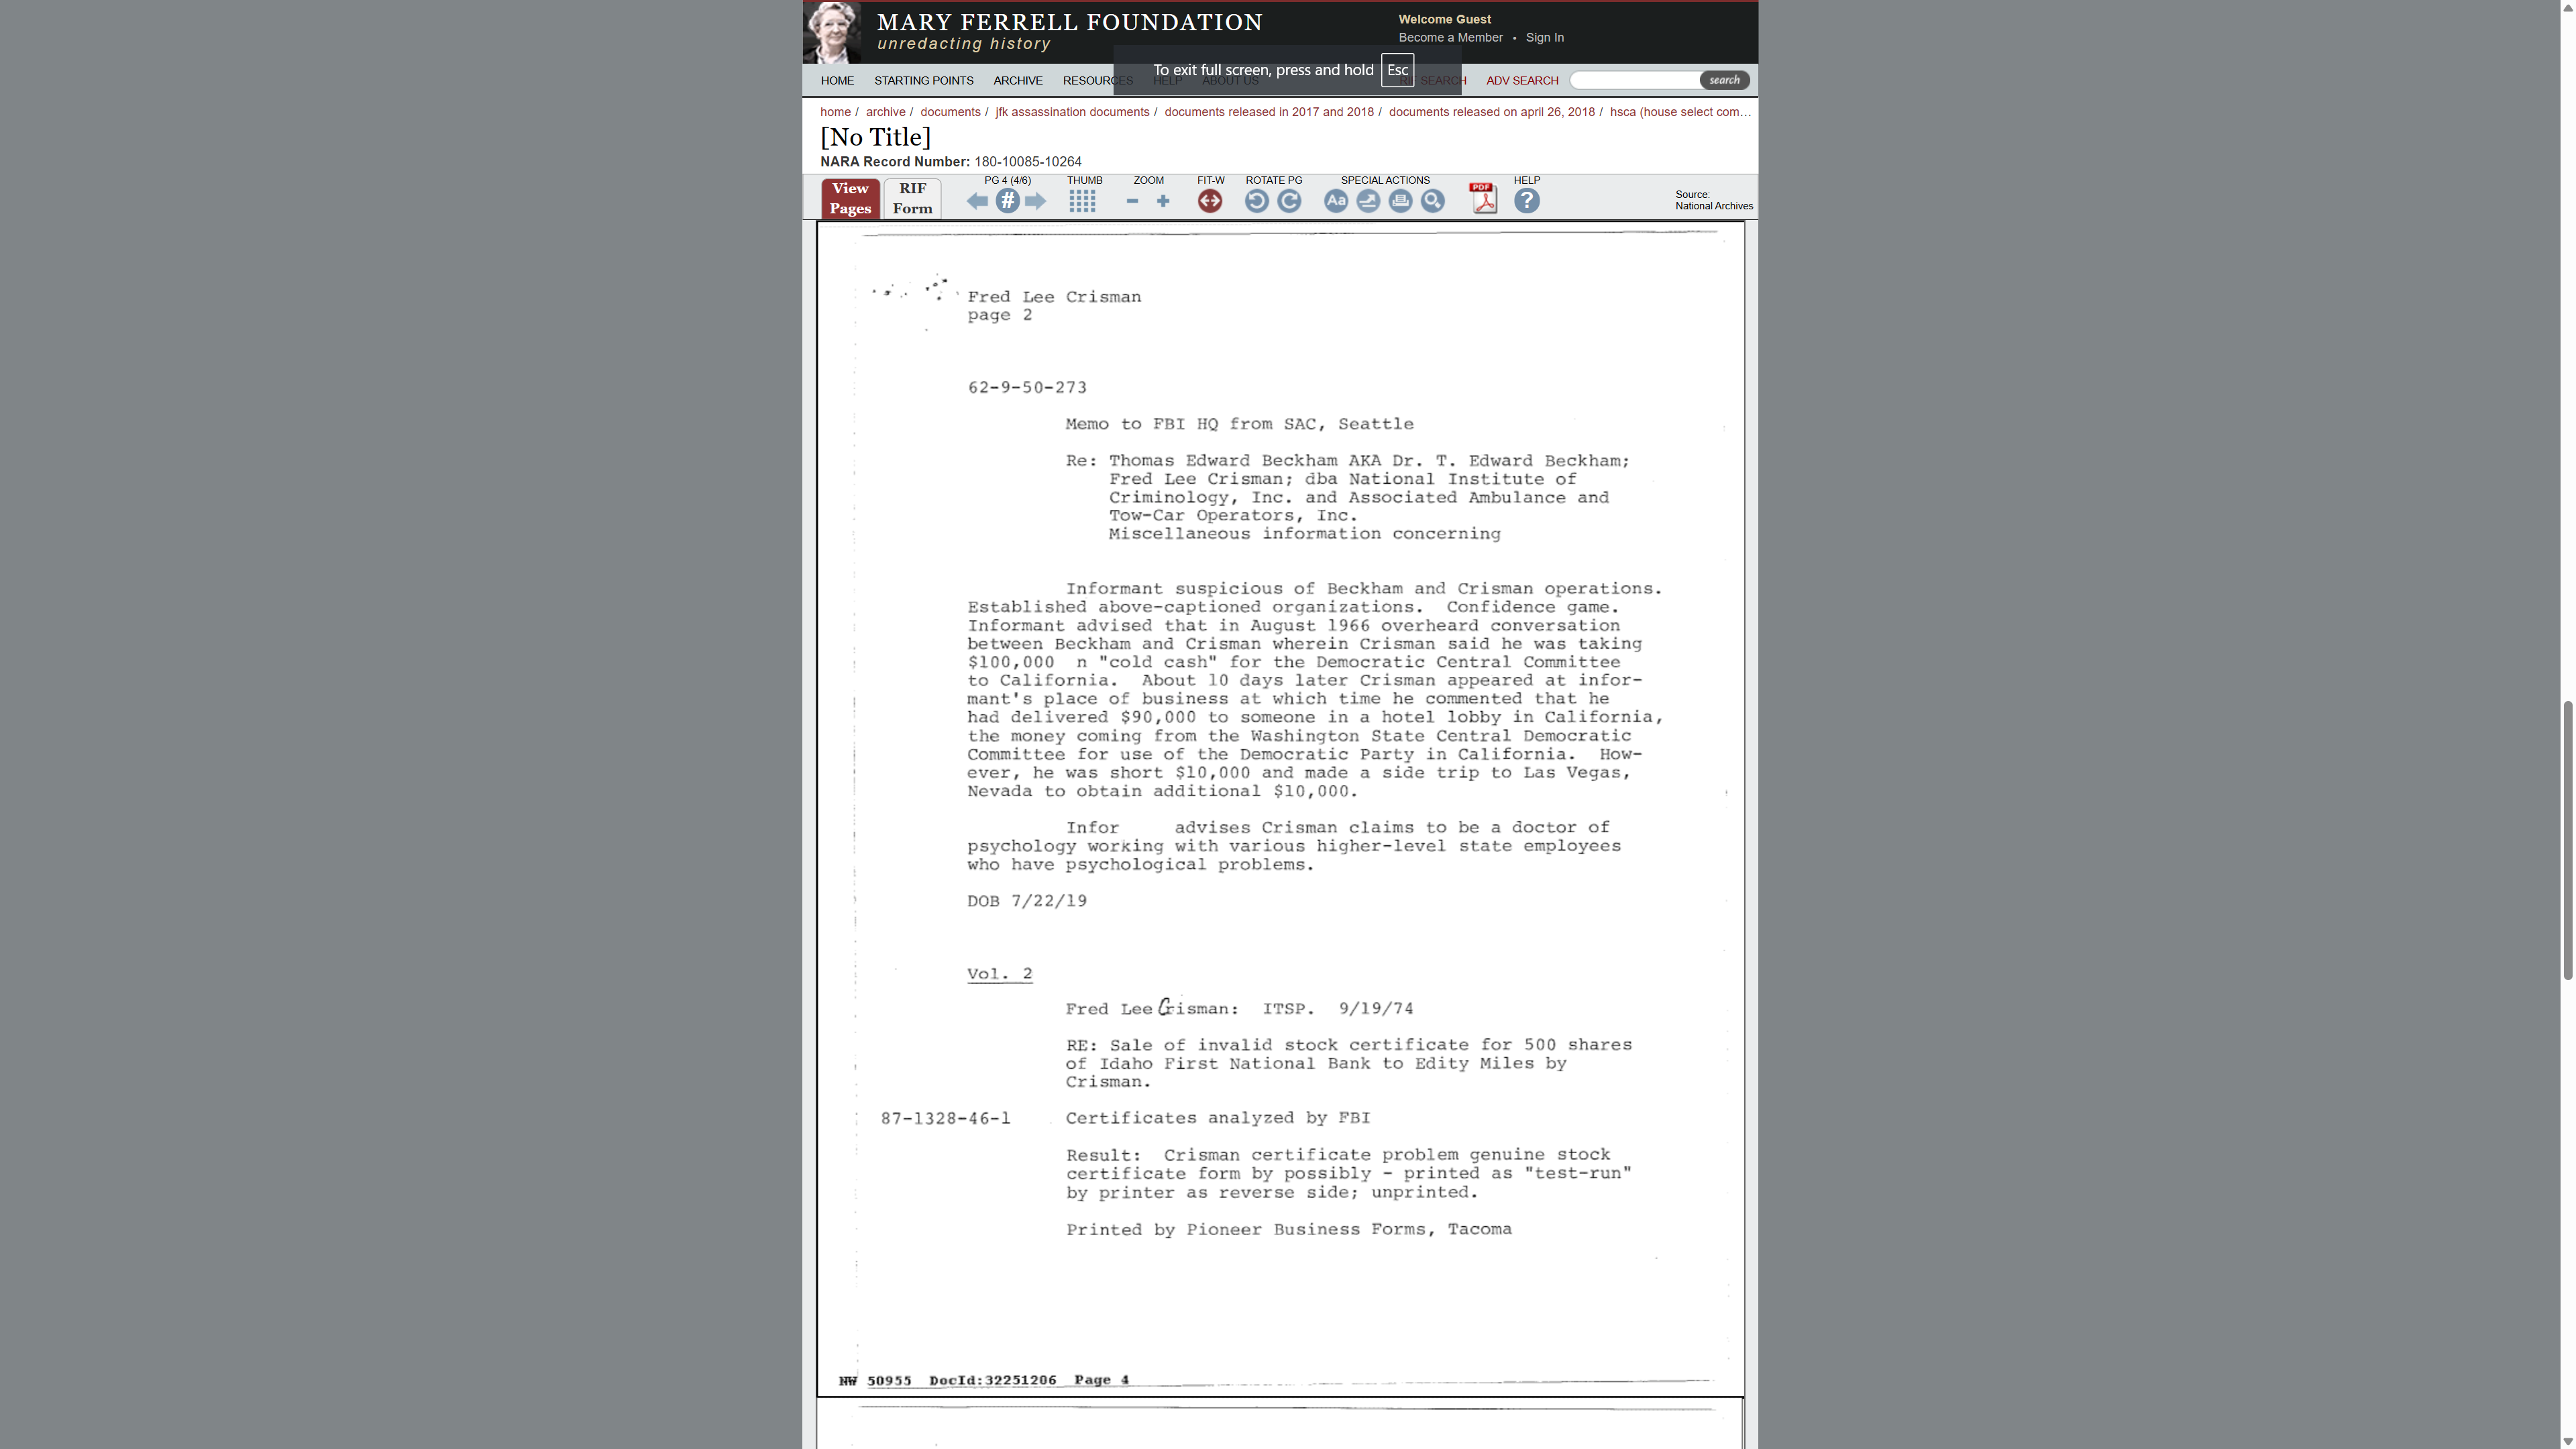 MARY FERRELL FOUNDATION
unredacting history
Welcome Guest
Become a Member • Sign In
To exit full screen, press and hold Esc
HOME STARTING POINTS ARCHIVE RESOURCES HELP ABOUT US RIF SEARCH ADV SEARCH search
home / archive / documents / jfk assassination documents / documents released in 2017 and 2018 / documents released on april 26, 2018 / hsca (house select com...
[No Title]
NARA Record Number: 180-10085-10264
View Pages
RIF Form
PG 4 (4/6) THUMB ZOOM FIT-W ROTATE PG SPECIAL ACTIONS HELP
# Aa PDF ?
Source:
National Archives
Fred Lee Crisman
page 2
62-9-50-273
Memo to FBI HQ from SAC, Seattle
Re: Thomas Edward Beckham AKA Dr. T. Edward Beckham;
Fred Lee Crisman; dba National Institute of
Criminology, Inc. and Associated Ambulance and
Tow-Car Operators, Inc.
Miscellaneous information concerning
Informant suspicious of Beckham and Crisman operations.
Established above-captioned organizations. Confidence game.
Informant advised that in August 1966 overheard conversation
between Beckham and Crisman wherein Crisman said he was taking
$100,000 n "cold cash" for the Democratic Central Committee
to California. About 10 days later Crisman appeared at infor-
mant's place of business at which time he commented that he
had delivered $90,000 to someone in a hotel lobby in California,
the money coming from the Washington State Central Democratic
Committee for use of the Democratic Party in California. How-
ever, he was short $10,000 and made a side trip to Las Vegas,
Nevada to obtain additional $10,000.
Infor advises Crisman claims to be a doctor of
psychology working with various higher-level state employees
who have psychological problems.
DOB 7/22/19
Vol. 2
Fred Lee Crisman: ITSP. 9/19/74
RE: Sale of invalid stock certificate for 500 shares
of Idaho First National Bank to Edity Miles by
Crisman.
87-1328-46-1 Certificates analyzed by FBI
Result: Crisman certificate problem genuine stock
certificate form by possibly - printed as "test-run"
by printer as reverse side; unprinted.
Printed by Pioneer Business Forms, Tacoma
NW 50955 DocId:32251206 Page 4